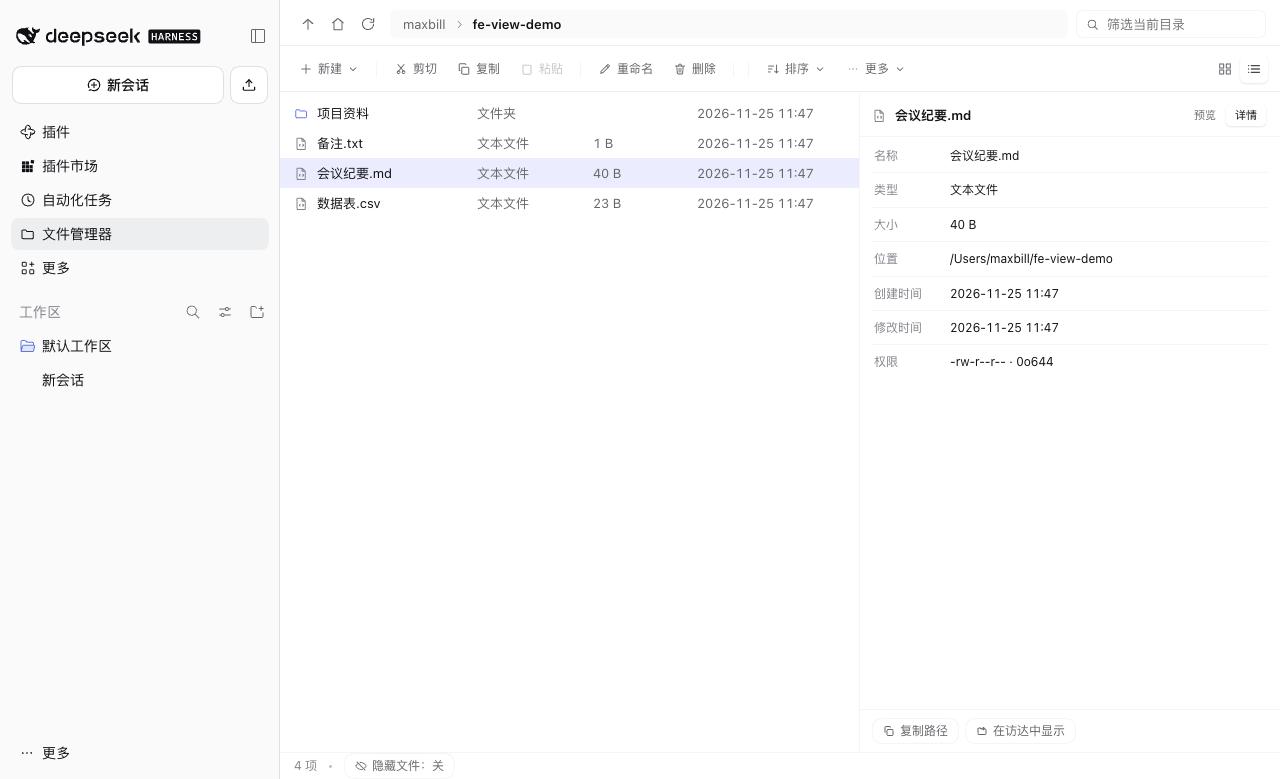 deepseek HARNESS
新会话
插件
插件市场
自动化任务
文件管理器
更多
工作区
默认工作区
新会话
更多
maxbill > fe-view-demo
筛选当前目录
新建 剪切 复制 粘贴 重命名 删除 排序 更多
项目资料 文件夹 2026-11-25 11:47
备注.txt 文本文件 1 B 2026-11-25 11:47
会议纪要.md 文本文件 40 B 2026-11-25 11:47
数据表.csv 文本文件 23 B 2026-11-25 11:47
会议纪要.md 预览 详情
名称 会议纪要.md
类型 文本文件
大小 40 B
位置 /Users/maxbill/fe-view-demo
创建时间 2026-11-25 11:47
修改时间 2026-11-25 11:47
权限 -rw-r--r-- · 0o644
复制路径 在访达中显示
4 项 • 隐藏文件：关